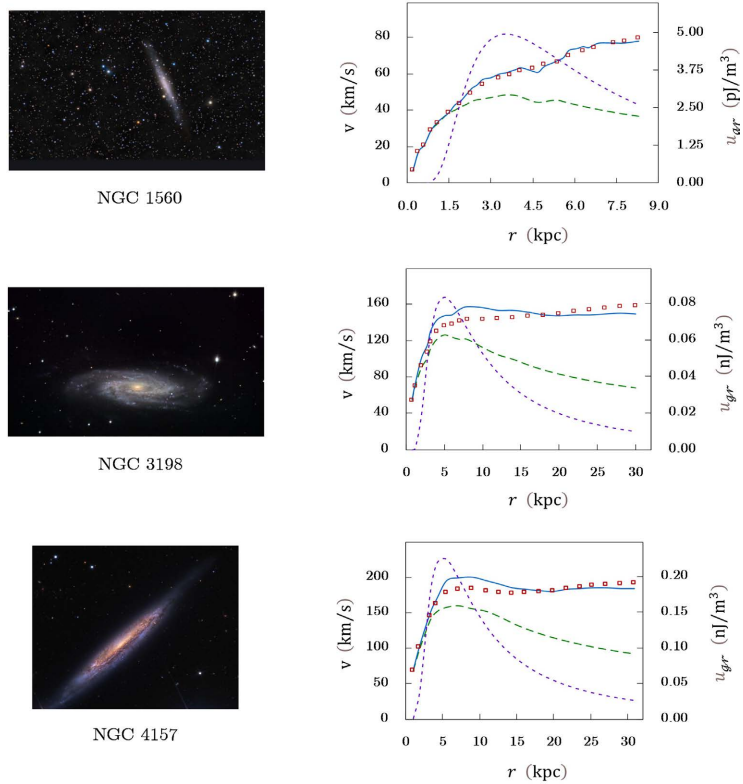 80
60
40
20
0
v (km/s)
5.00
3.75
2.50
1.25
0.00
u_gr (pJ/m³)
0.0 1.5 3.0 4.5 6.0 7.5 9.0
r (kpc)
NGC 1560
160
120
80
40
0
v (km/s)
0.08
0.06
0.04
0.02
0.00
u_gr (nJ/m³)
0 5 10 15 20 25 30
r (kpc)
NGC 3198
200
150
100
50
0
v (km/s)
0.20
0.15
0.10
0.05
0.00
u_gr (nJ/m³)
0 5 10 15 20 25 30
r (kpc)
NGC 4157